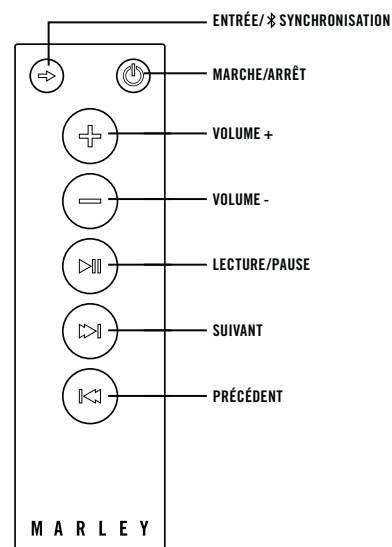 ENTRÉE/ SYNCHRONISATION
MARCHE/ARRÊT
VOLUME +
VOLUME -
LECTURE/PAUSE
SUIVANT
PRÉCÉDENT
MARLEY